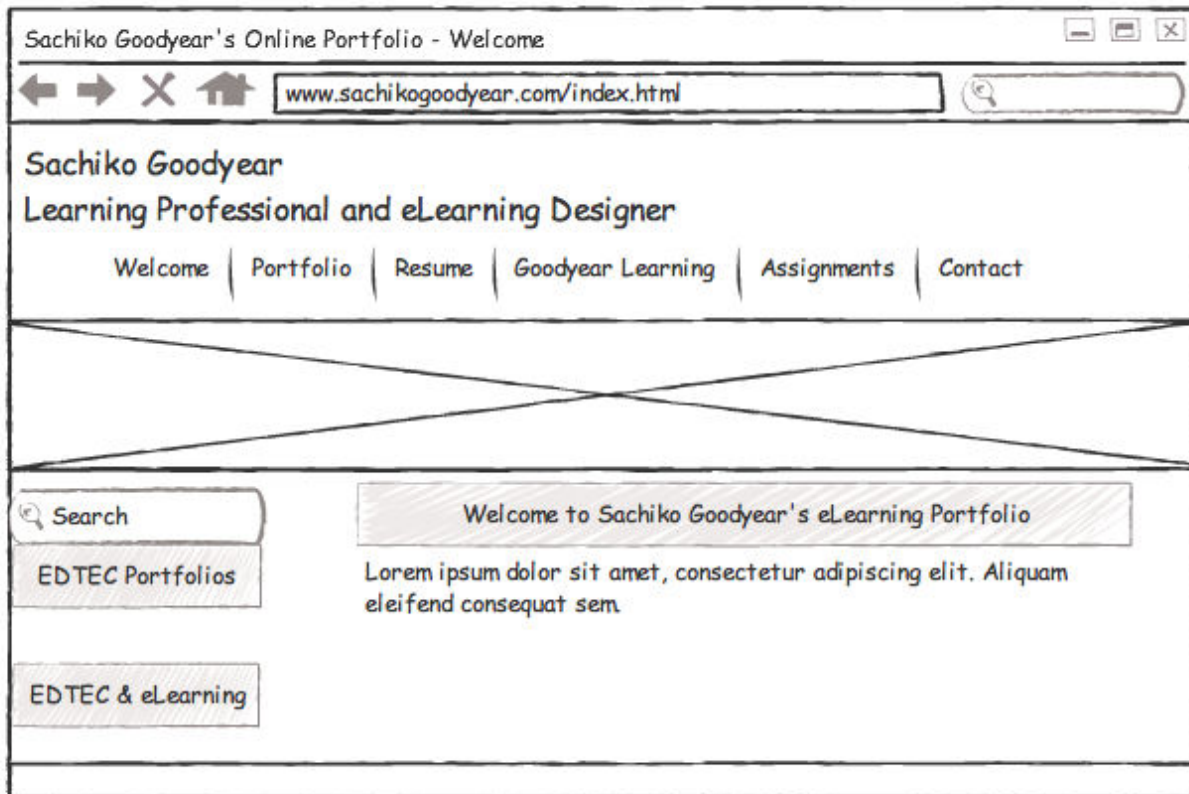 Sachiko Goodyear's Online Portfolio - Welcome
www.sachikogoodyear.com/index.html
Sachiko Goodyear
Learning Professional and eLearning Designer
Welcome Portfolio Resume Goodyear Learning Assignments Contact
Search
Welcome to Sachiko Goodyear's eLearning Portfolio
EDTEC Portfolios
Lorem ipsum dolor sit amet, consectetur adipiscing elit. Aliquam
eleifend consequat sem.
EDTEC & eLearning